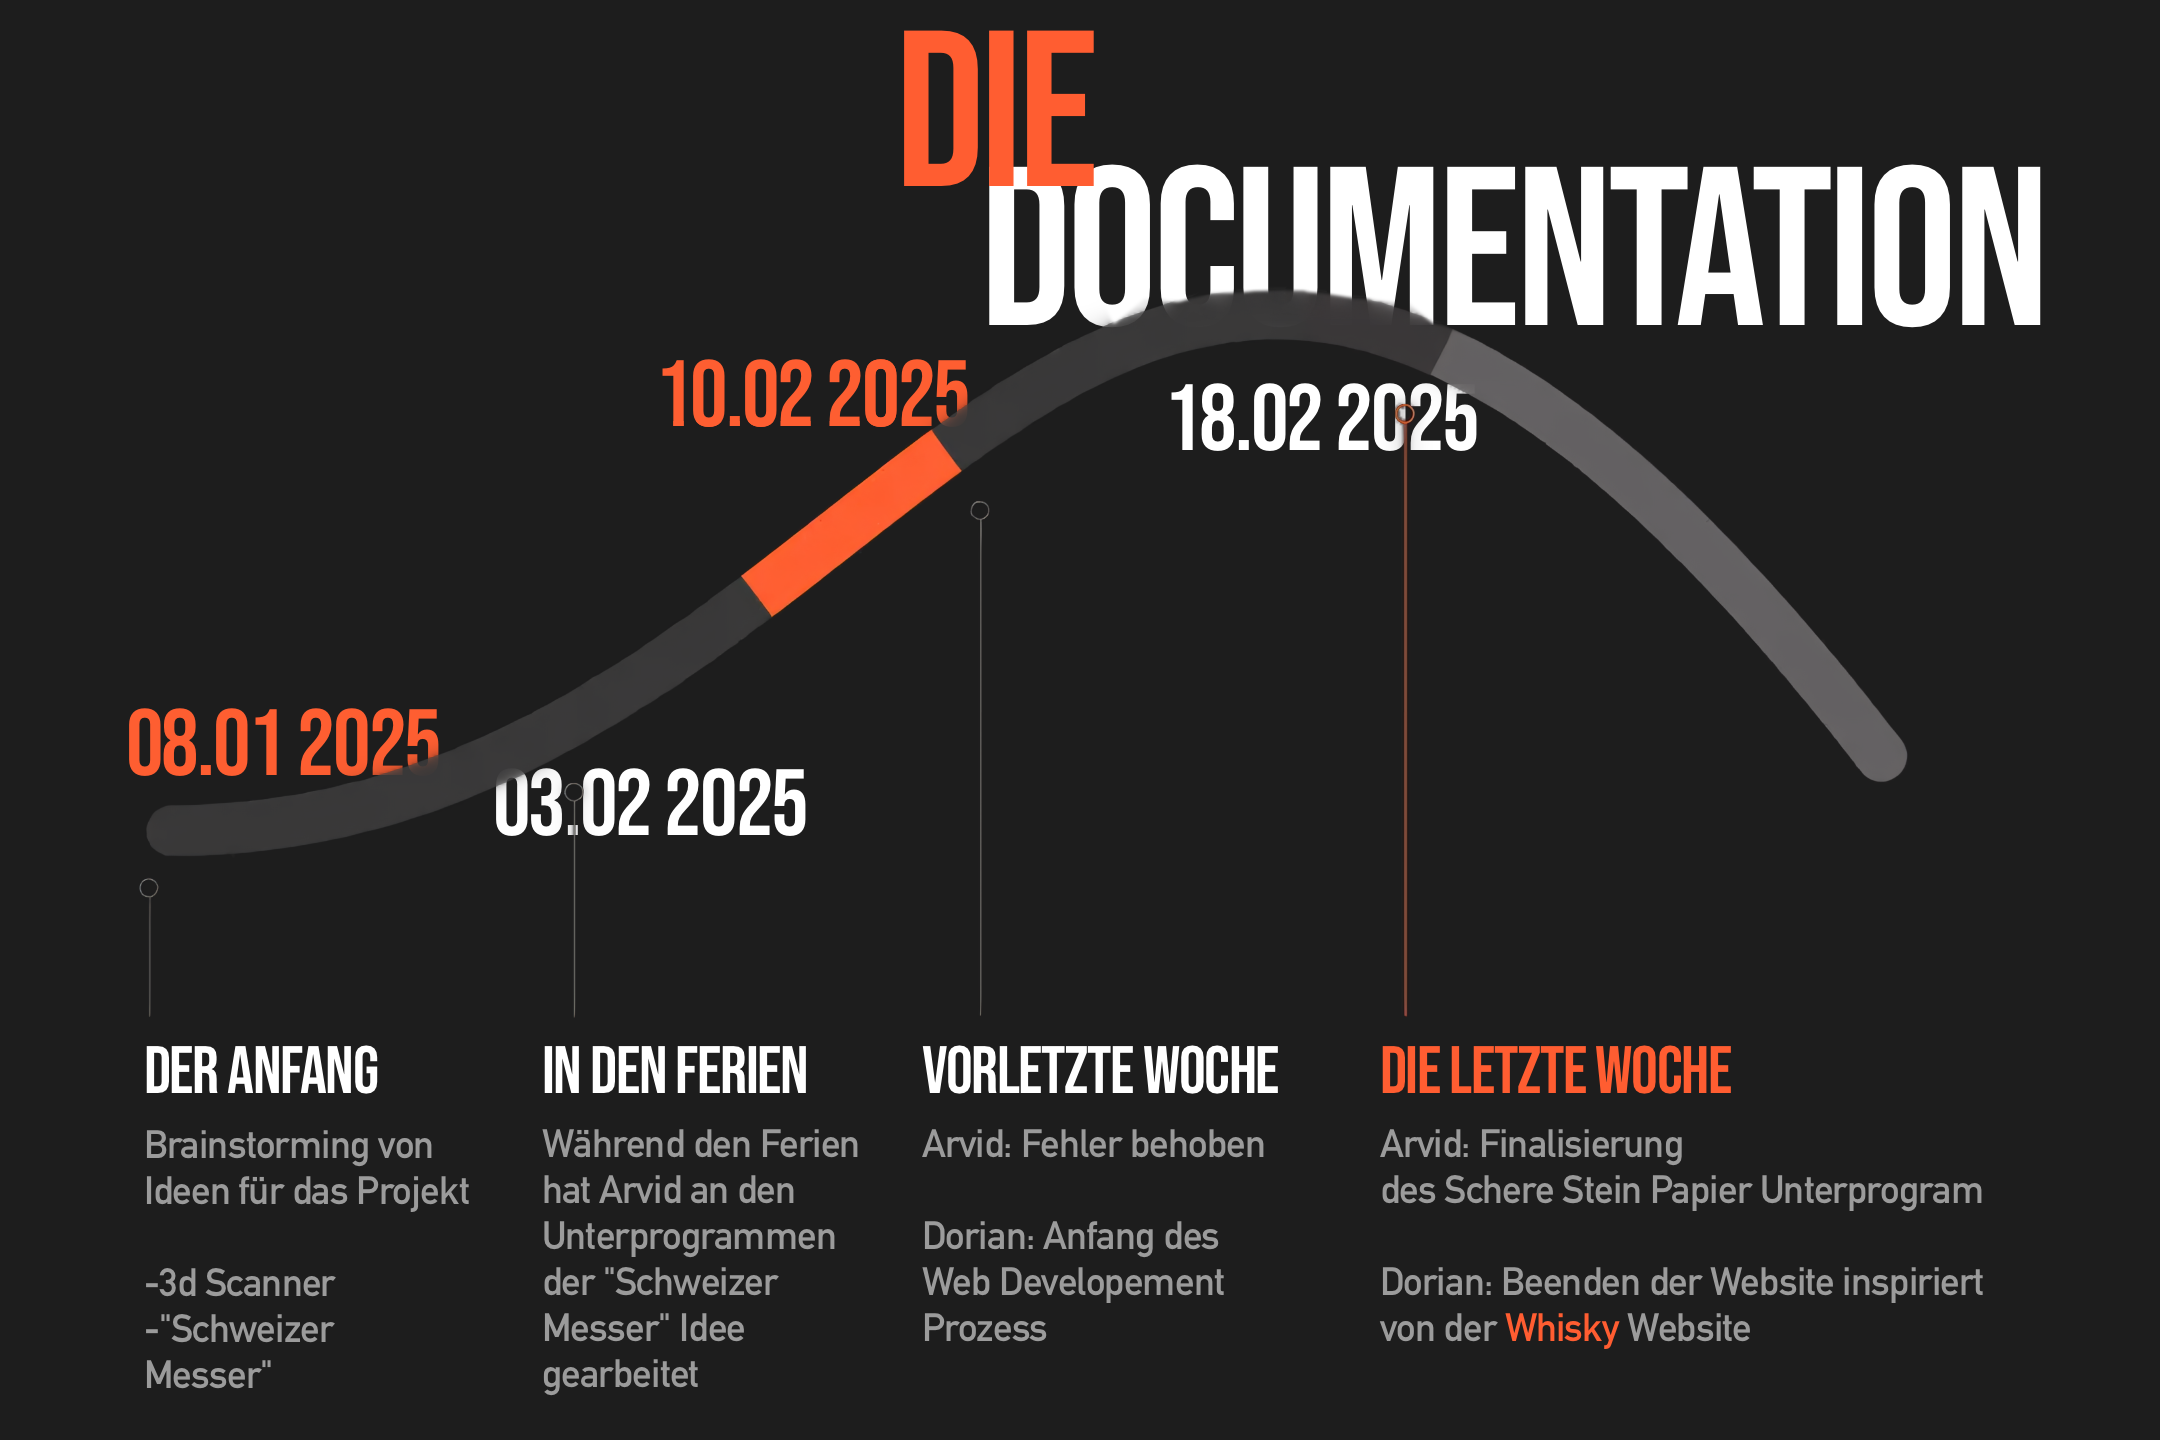 DIE
DOCUMENTATION
10.02 2025
18.02 2025
08.01 2025
03.02 2025
DER ANFANG
Brainstorming von
Ideen für das Projekt
-3d Scanner
-"Schweizer
Messer"
IN DEN FERIEN
Während den Ferien
hat Arvid an den
Unterprogrammen
der "Schweizer
Messer" Idee
gearbeitet
VORLETZTE WOCHE
Arvid: Fehler behoben
Dorian: Anfang des
Web Developement
Prozess
DIE LETZTE WOCHE
Arvid: Finalisierung
des Schere Stein Papier Unterprogram
Dorian: Beenden der Website inspiriert
von der Whisky Website